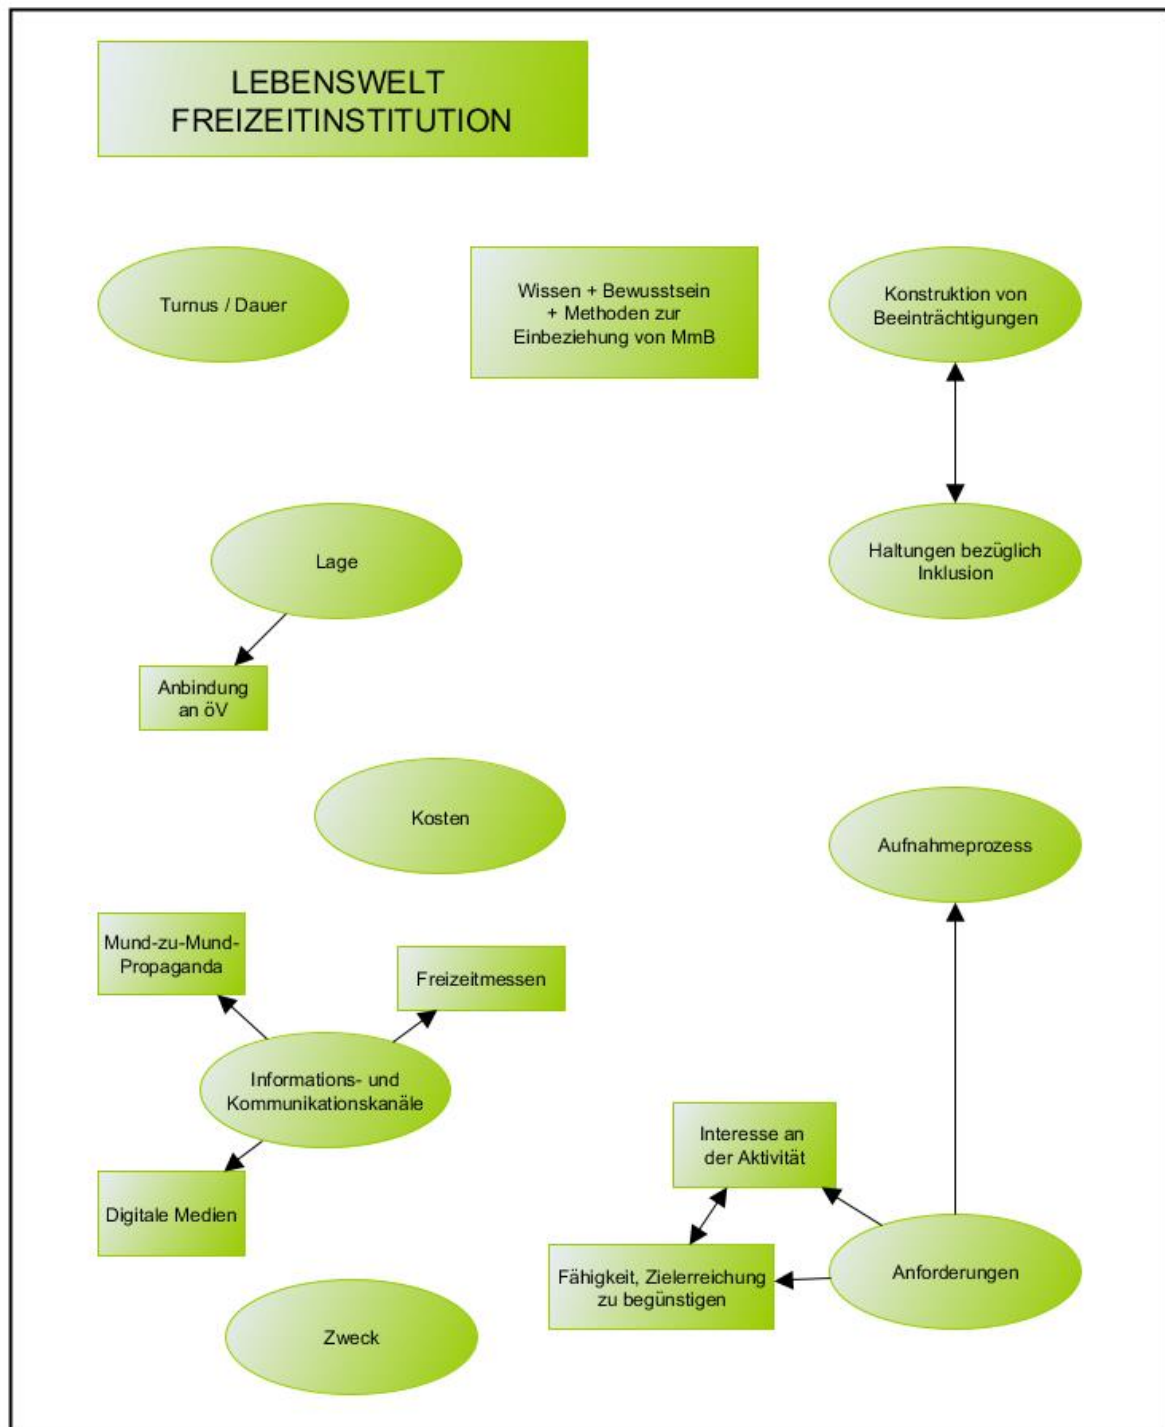 LEBENSWELT
FREIZEITINSTITUTION
Turnus / Dauer
Wissen + Bewusstsein
+ Methoden zur
Einbeziehung von MmB
Konstruktion von
Beeinträchtigungen
Lage
Haltungen bezüglich
Inklusion
Anbindung
an öV
Kosten
Aufnahmeprozess
Mund-zu-Mund-
Propaganda
Freizeitmessen
Informations- und
Kommunikationskanäle
Digitale Medien
Interesse an
der Aktivität
Fähigkeit, Zielerreichung
zu begünstigen
Anforderungen
Zweck